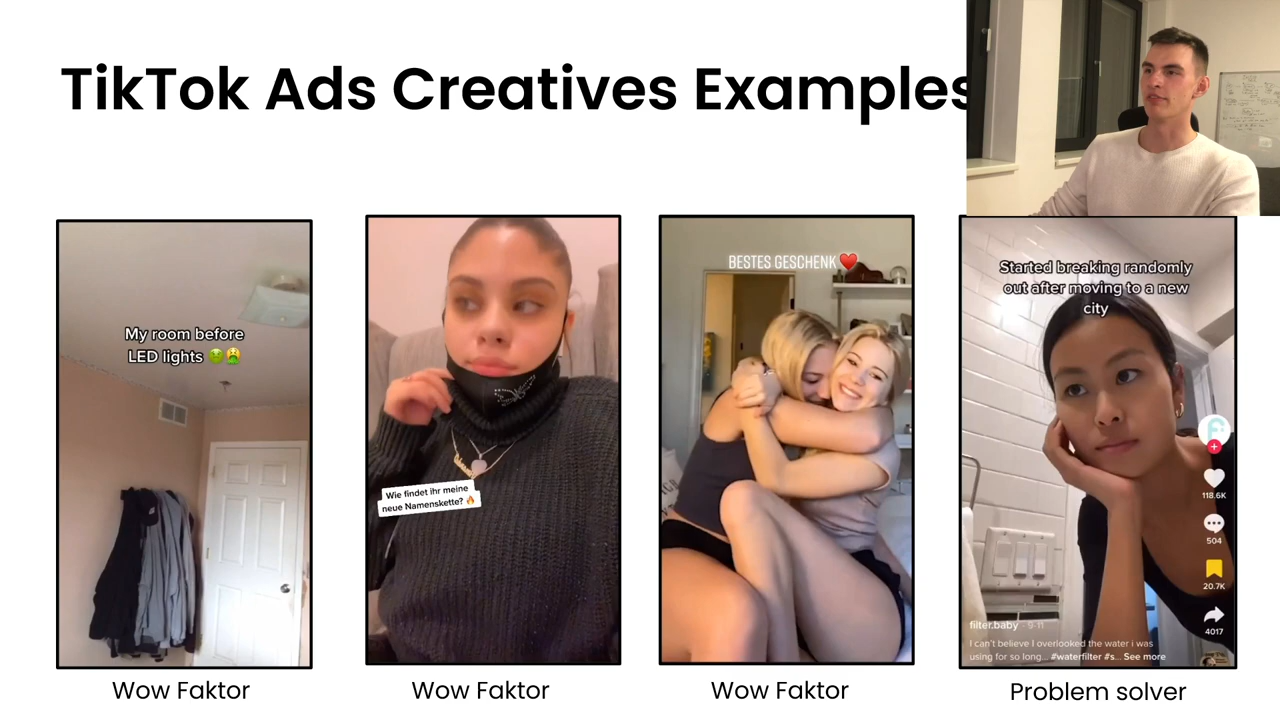 TikTok Ads Creatives Examples
My room before
LED lights 🤢🤮
Wie findet ihr meine
neue Namenskette? 🔥
BESTES GESCHENK ❤️
Started breaking randomly
out after moving to a new
city
118.6K
504
20.7K
4017
filter.baby · 9-11
I can't believe I overlooked the water i was
using for so long... #waterfilter #s... See more
Wow Faktor
Wow Faktor
Wow Faktor
Problem solver